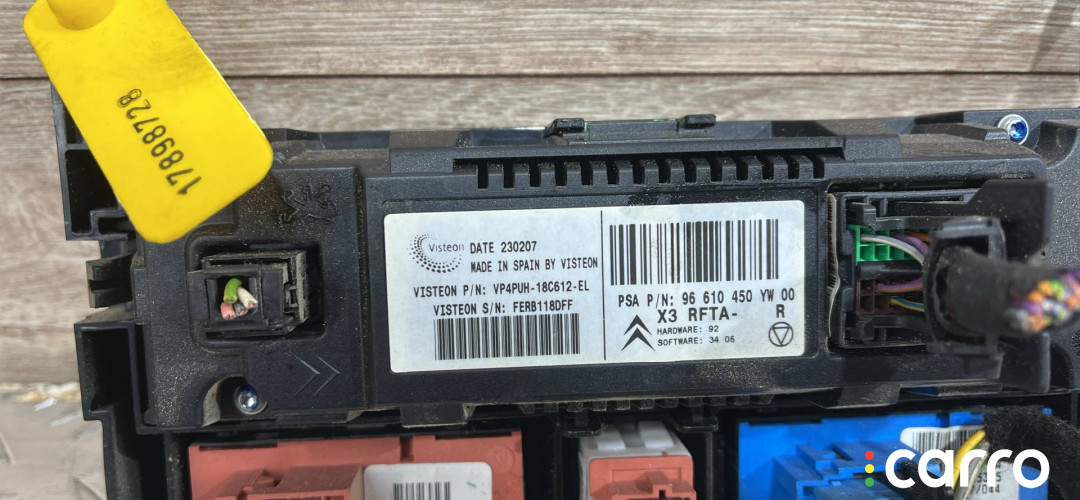 17898728
Visteon
DATE 230207
MADE IN SPAIN BY VISTEON
VISTEON P/N: VP4PUH-18C612-EL
VISTEON S/N: FERB118DFF
PSA P/N: 96 610 450 YW 00
X3 RFTA- R
HARDWARE: 92
SOFTWARE: 34 05
carro